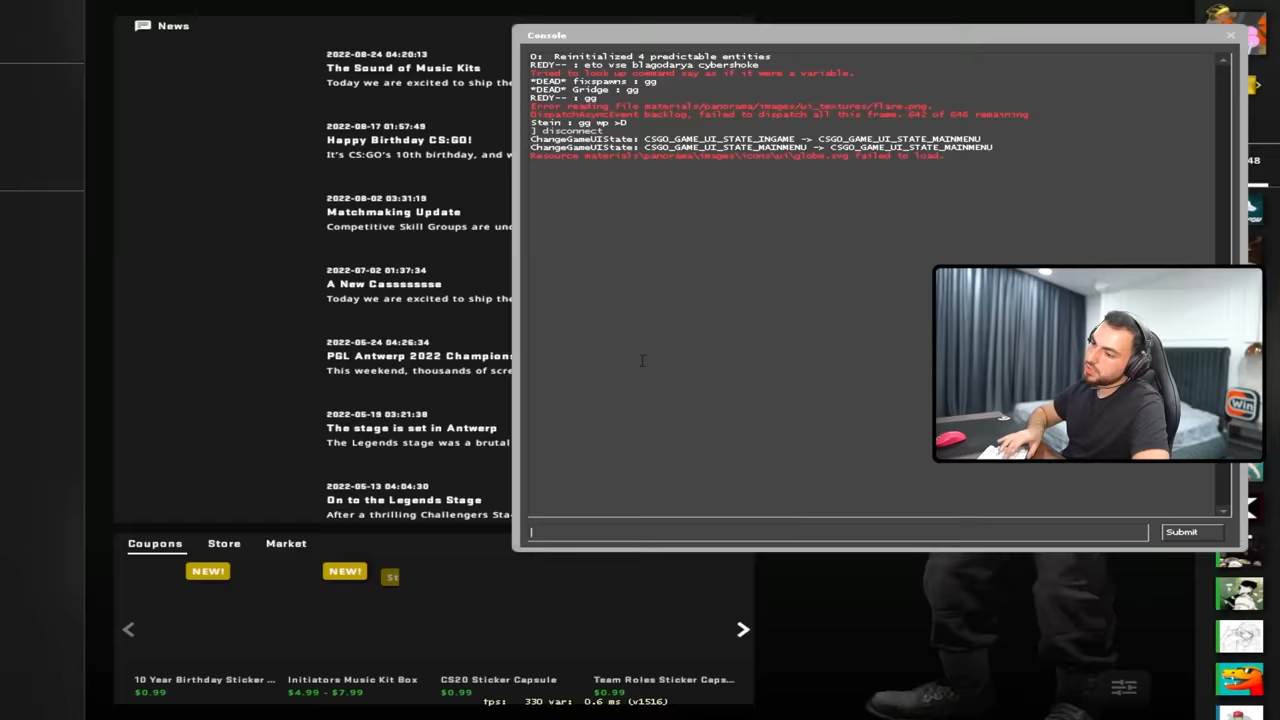 News
2022-08-24 04:20:13
The Sound of Music Kits
Today we are excited to ship the
2022-08-17 01:57:49
Happy Birthday CS:GO!
It's CS:GO's 10th birthday, and w
2022-08-02 03:31:19
Matchmaking Update
Competitive Skill Groups are un
2022-07-02 01:37:34
A New Casssssse
Today we are excited to ship the
2022-05-24 04:26:34
PGL Antwerp 2022 Champions
This weekend, thousands of scre
2022-05-19 03:21:38
The stage is set in Antwerp
The Legends stage was a brutal
2022-05-13 04:04:30
On to the Legends Stage
After a thrilling Challengers Sta
Console
0: Reinitialized 4 predictable entities
REDY-- : eto vse blagodarya cybershoke
Tried to look up command say as if it were a variable.
*DEAD* fixspawns : gg
*DEAD* Gridge : gg
REDY-- : gg
Error reading file materials/panorama/images/ui_textures/flare.png.
DispatchAsyncEvent backlog, failed to dispatch all this frame. 642 of 646 remaining
Stein : gg wp >D
] disconnect
ChangeGameUIState: CSGO_GAME_UI_STATE_INGAME -> CSGO_GAME_UI_STATE_MAINMENU
ChangeGameUIState: CSGO_GAME_UI_STATE_MAINMENU -> CSGO_GAME_UI_STATE_MAINMENU
Resource materials\panorama\images\icons\ui\globe.svg failed to load.
Submit
48
Win
Coupons Store Market
NEW! NEW! St
10 Year Birthday Sticker ... Initiators Music Kit Box CS20 Sticker Capsule Team Roles Sticker Caps...
$0.99 $4.99 - $7.99 $0.99 $0.99
fps: 330 var: 0.6 ms (v1516)